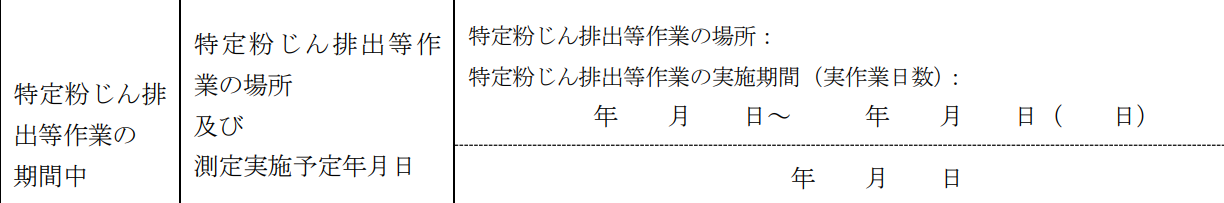 特定粉じん排
出等作業の
期間中
特定粉じん排出等作
業の場所
及び
測定実施予定年月日
特定粉じん排出等作業の場所：
特定粉じん排出等作業の実施期間（実作業日数）：
年　　月　　日～　　　年　　月　　日（　　日）
年　　月　　日